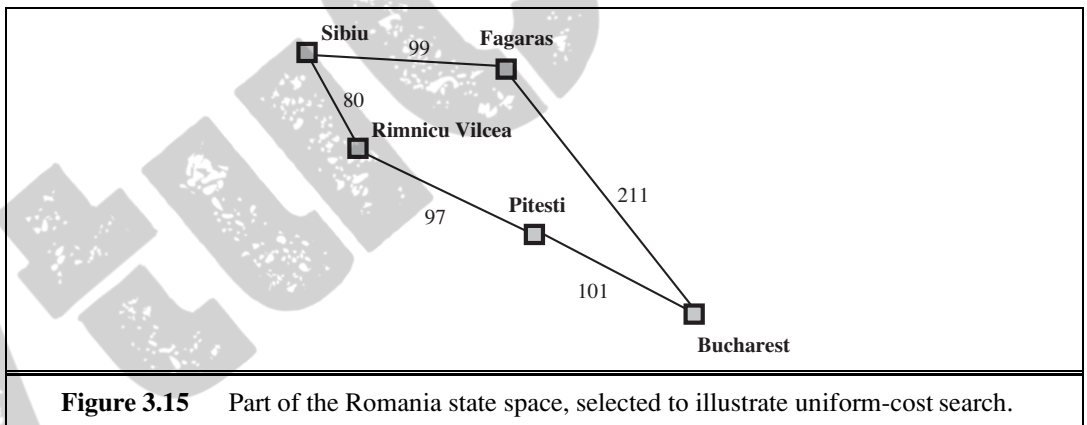 Sibiu
99
Fagaras
80
Rimnicu Vilcea
97
Pitesti
211
101
Bucharest
Figure 3.15 Part of the Romania state space, selected to illustrate uniform-cost search.